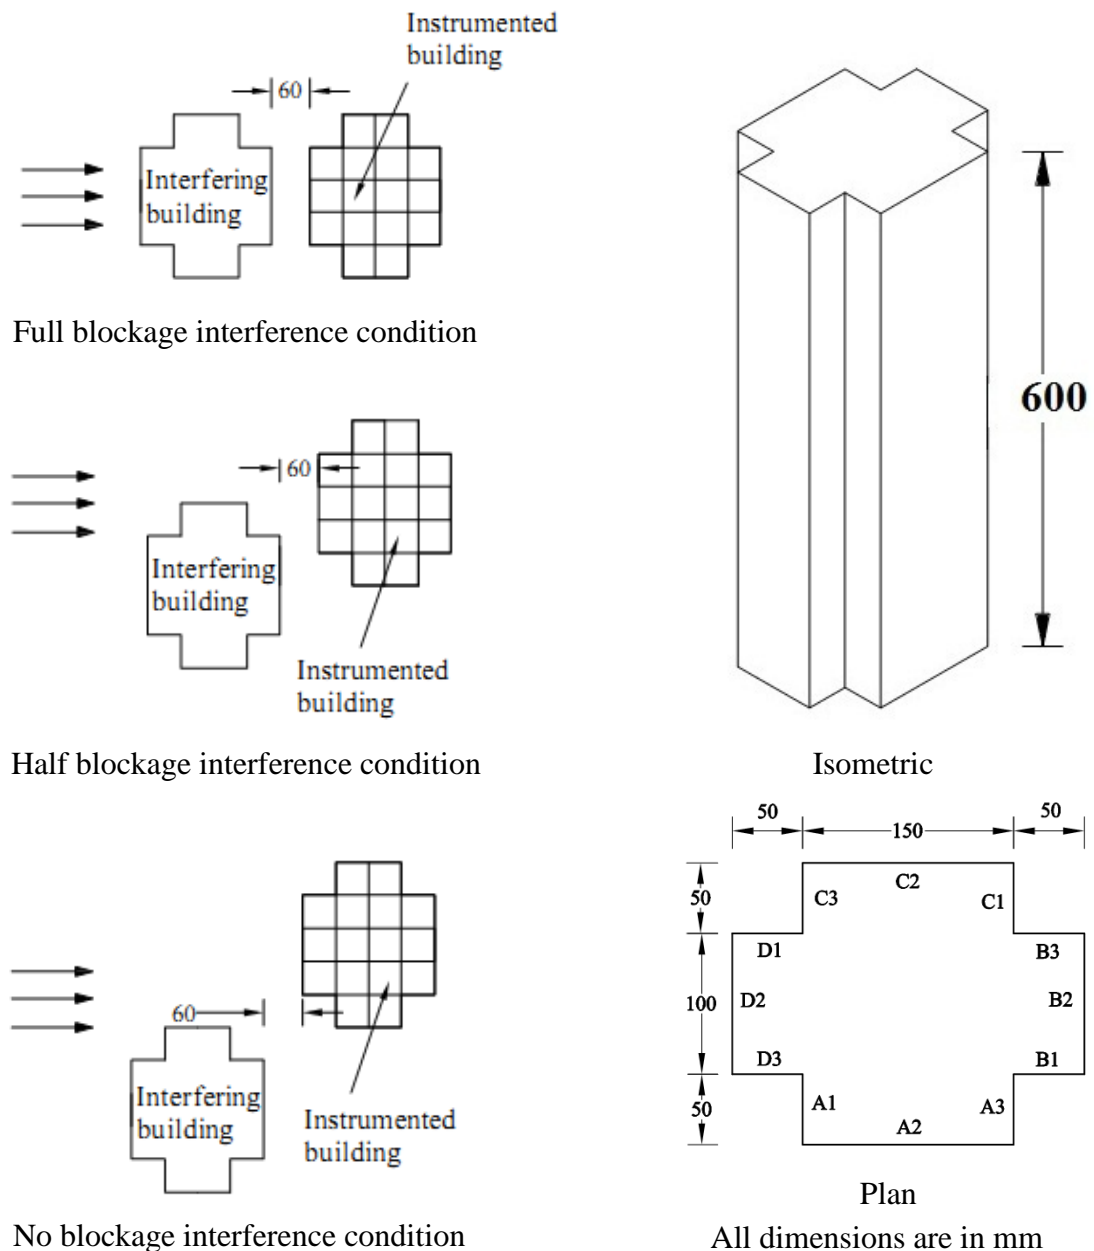 Instrumented
building
60
Interfering
building
Full blockage interference condition
60
Interfering
building
Instrumented
building
Half blockage interference condition
60
Interfering
building
Instrumented
building
No blockage interference condition
600
Isometric
50
150
50
50
C3
C2
C1
D1
B3
100
D2
B2
D3
B1
50
A1
A2
A3
Plan
All dimensions are in mm